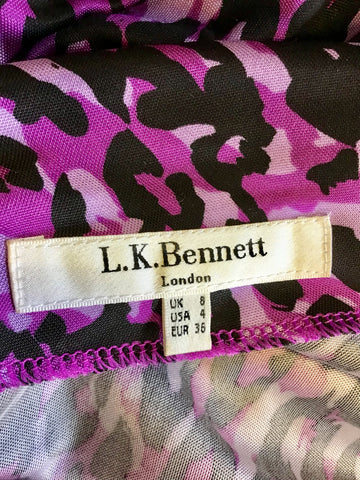 L.K.Bennett
London
UK 8
USA 4
EUR 36